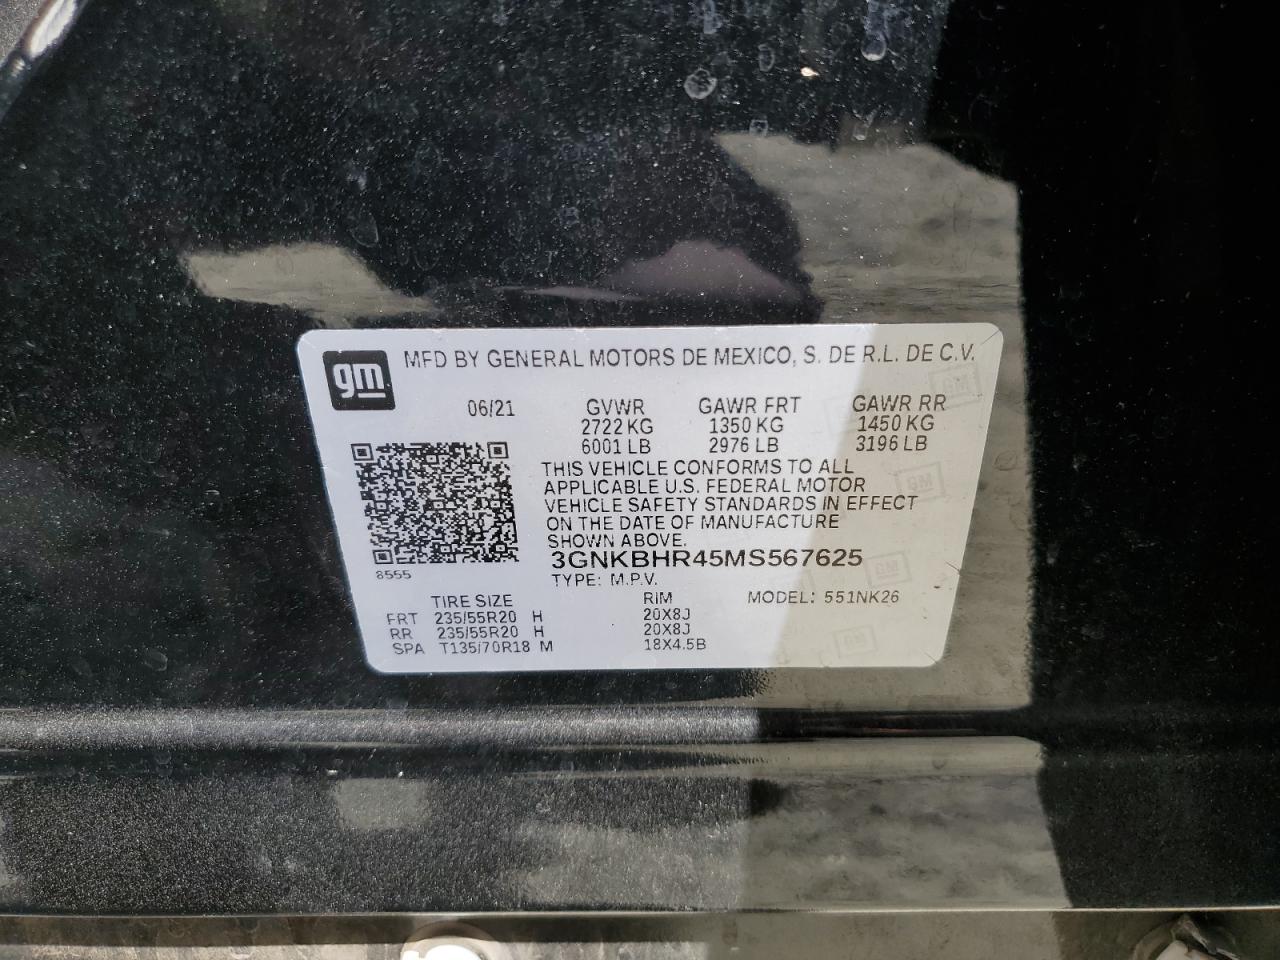 gm MFD BY GENERAL MOTORS DE MEXICO, S. DE R.L. DE C.V.
06/21 GVWR GAWR FRT GAWR RR
2722 KG 1350 KG 1450 KG
6001 LB 2976 LB 3196 LB
THIS VEHICLE CONFORMS TO ALL
APPLICABLE U.S. FEDERAL MOTOR
VEHICLE SAFETY STANDARDS IN EFFECT
ON THE DATE OF MANUFACTURE
SHOWN ABOVE.
3GNKBHR45MS567625
8555
TYPE: M.P.V.
TIRE SIZE RIM MODEL: 551NK26
FRT 235/55R20 H 20X8J
RR 235/55R20 H 20X8J
SPA T135/70R18 M 18X4.5B